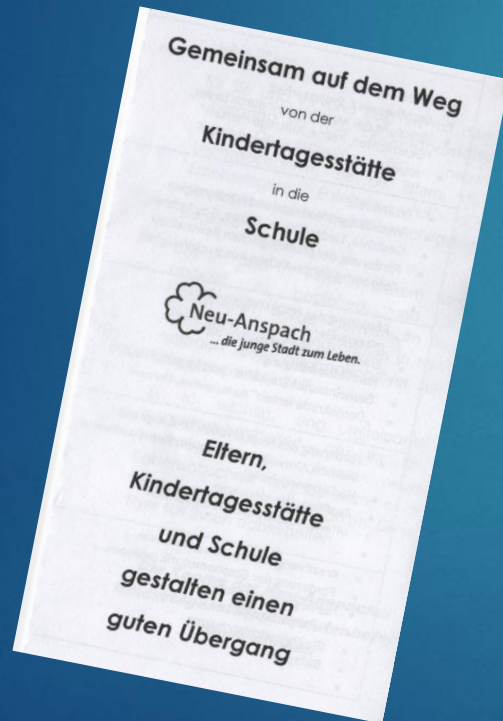 Gemeinsam auf dem Weg
von der
Kindertagesstätte
in die
Schule
Neu-Anspach
... die junge Stadt zum Leben.
Eltern,
Kindertagesstätte
und Schule
gestalten einen
guten Übergang